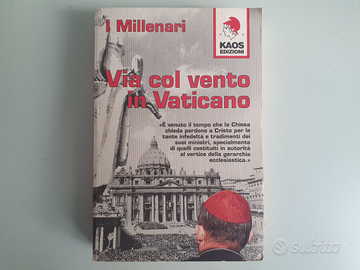 I Millenari
KAOS
EDIZIONI
Via col vento
in Vaticano
«È venuto il tempo che la Chiesa
chieda perdono a Cristo per le
tante infedeltà e tradimenti dei
suoi ministri, specialmente
di quelli costituiti in autorità
al vertice della gerarchia
ecclesiastica.»
subito